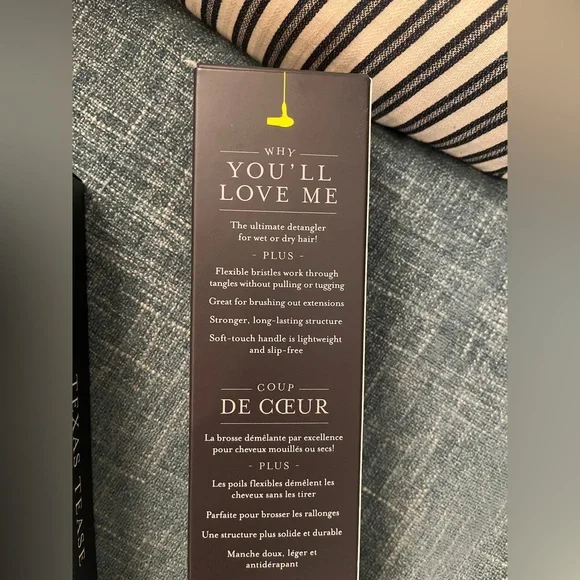 WHY
YOU'LL
LOVE ME
The ultimate detangler
for wet or dry hair!
- PLUS -
Flexible bristles work through
tangles without pulling or tugging
Great for brushing out extensions
Stronger, long-lasting structure
Soft-touch handle is lightweight
and slip-free
COUP
DE CŒUR
La brosse démêlante par excellence
pour cheveux mouillés ou secs!
- PLUS -
Les poils flexibles démêlent les
cheveux sans les tirer
Parfaite pour brosser les rallonges
Une structure plus solide et durable
Manche doux, léger et
antidérapant
TEXAS TEASE